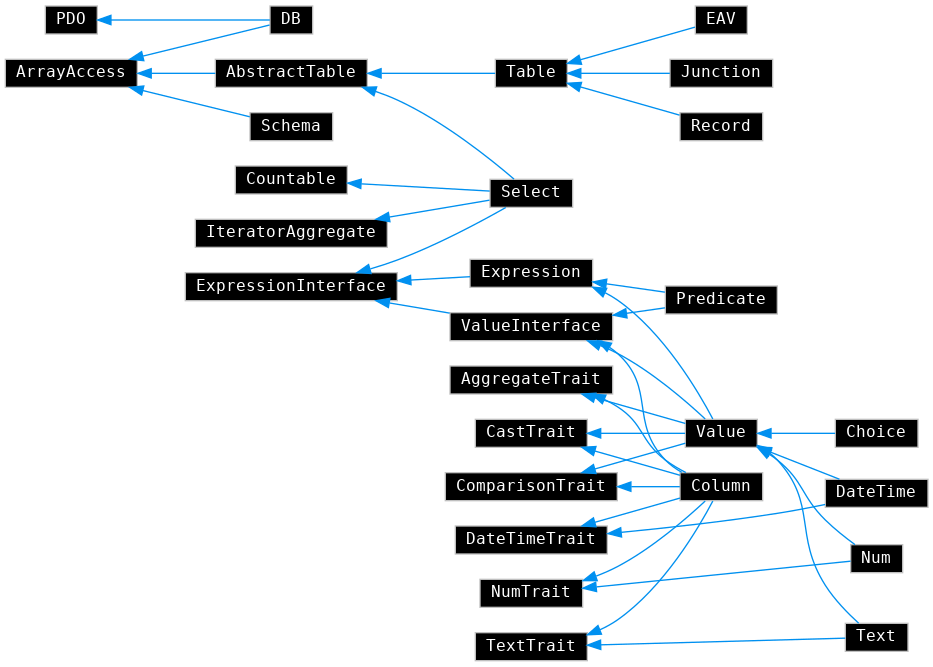 PDO
DB
EAV
ArrayAccess
AbstractTable
Table
Junction
Schema
Record
Countable
Select
IteratorAggregate
ExpressionInterface
Expression
Predicate
ValueInterface
AggregateTrait
CastTrait
Value
Choice
ComparisonTrait
Column
DateTime
DateTimeTrait
Num
NumTrait
Text
TextTrait